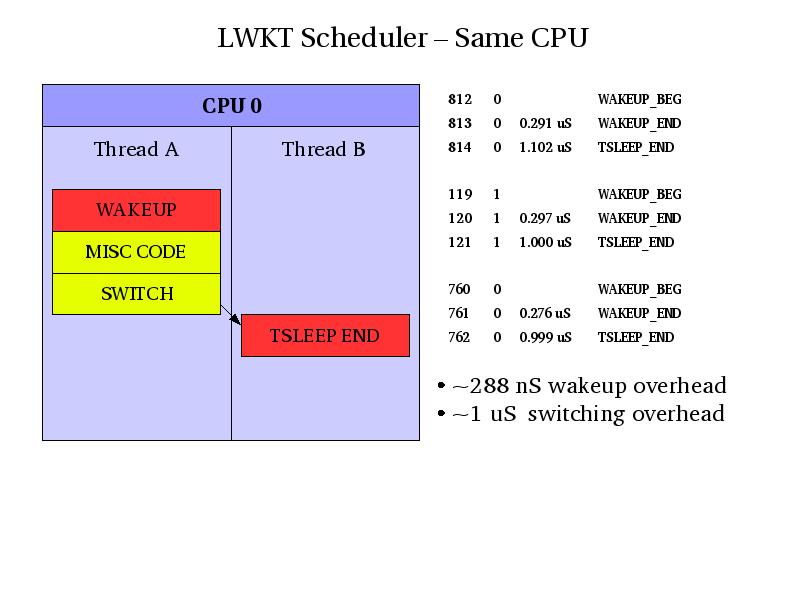 LWKT Scheduler – Same CPU
CPU 0
Thread A
Thread B
WAKEUP
MISC CODE
SWITCH
TSLEEP END
812 0 WAKEUP_BEG
813 0 0.291 uS WAKEUP_END
814 0 1.102 uS TSLEEP_END
119 1 WAKEUP_BEG
120 1 0.297 uS WAKEUP_END
121 1 1.000 uS TSLEEP_END
760 0 WAKEUP_BEG
761 0 0.276 uS WAKEUP_END
762 0 0.999 uS TSLEEP_END
• ~288 nS wakeup overhead
• ~1 uS switching overhead